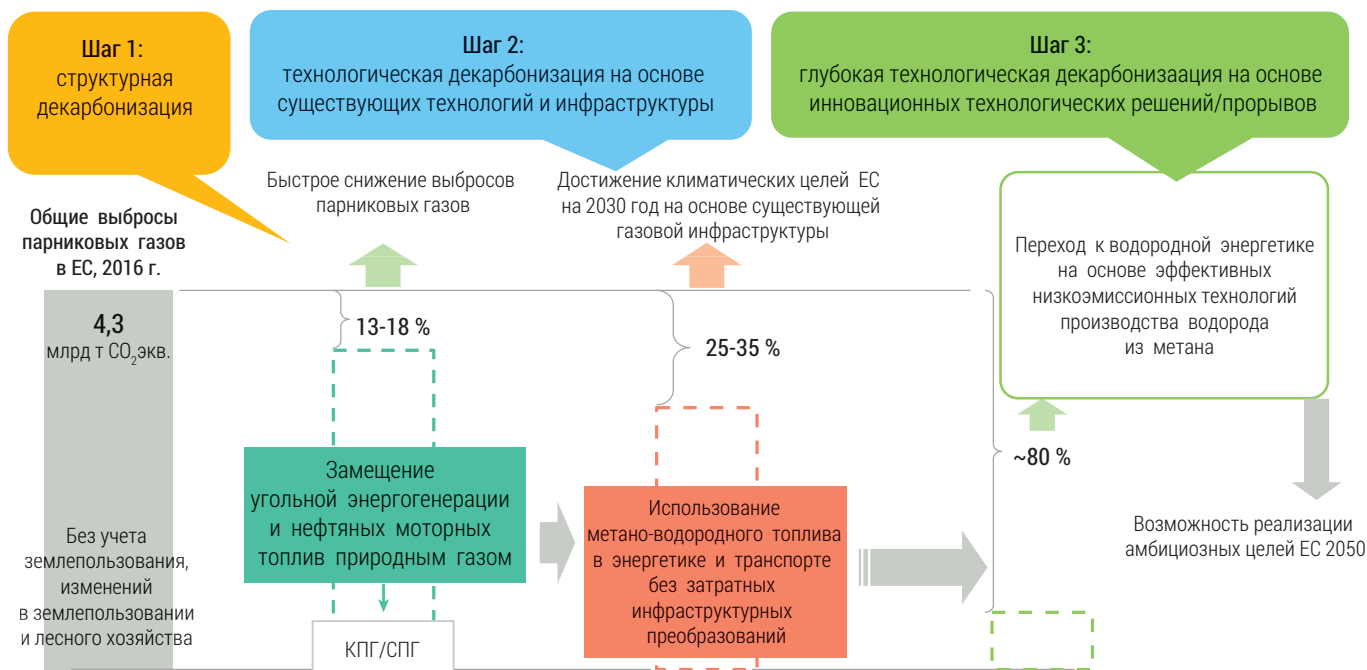 Шаг 1:
структурная
декарбонизация
Шаг 2:
технологическая декарбонизация на основе
существующих технологий и инфраструктуры
Шаг 3:
глубокая технологическая декарбонизаация на основе
инновационных технологических решений/прорывов
Быстрое снижение выбросов
парниковых газов
Достижение климатических целей ЕС
на 2030 год на основе существующей
газовой инфраструктуры
Общие выбросы
парниковых газов
в ЕС, 2016 г.
4,3
млрд т CO₂экв.
Без учета
землепользования,
изменений
в землепользовании
и лесного хозяйства
13-18 %
Замещение
угольной энергогенерации
и нефтяных моторных
топлив природным газом
КПГ/СПГ
25-35 %
Использование
метано-водородного топлива
в энергетике и транспорте
без затратных
инфраструктурных
преобразований
~80 %
Переход к водородной энергетике
на основе эффективных
низкоэмиссионных технологий
производства водорода
из метана
Возможность реализации
амбициозных целей ЕС 2050